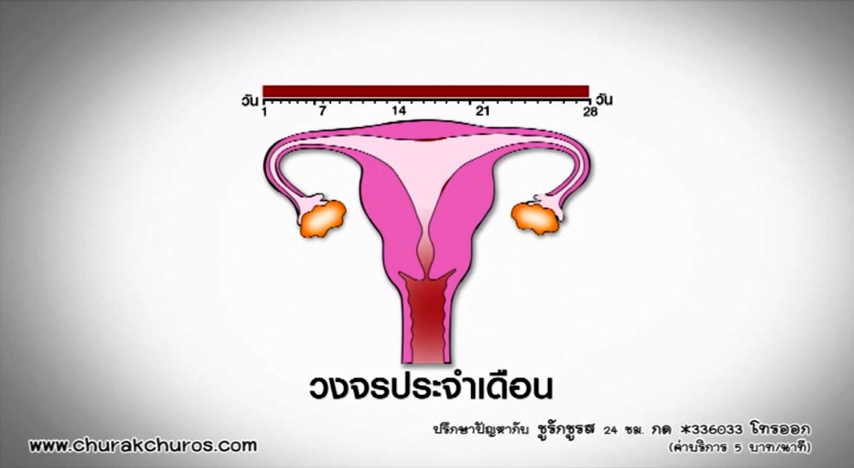 วัน 1 7 14 21 28 วัน
วงจรประจำเดือน
ปรึกษาปัญหากับ ชูรักชูรส 24 ชม. กด *336033 โทรออก
www.churakchuros.com (ค่าบริการ 5 บาท/นาที)